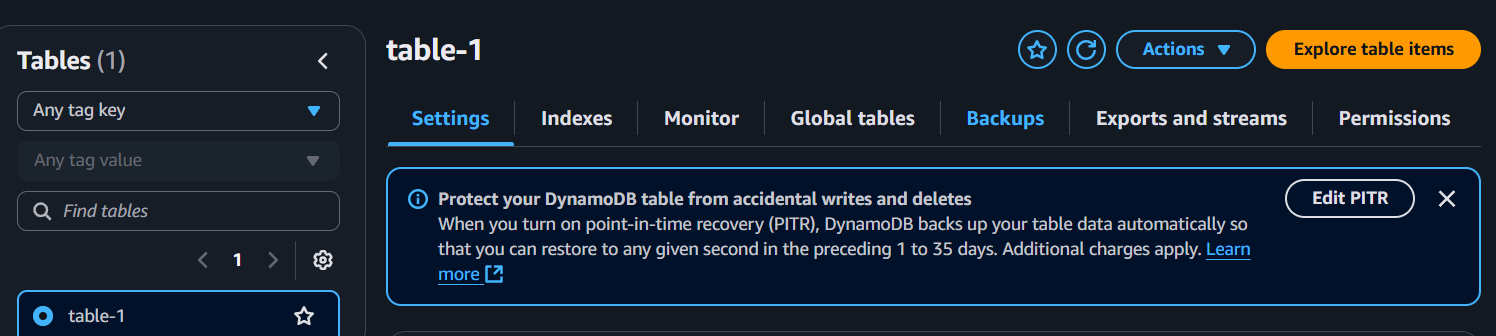 Tables (1)
Any tag key
Any tag value
Find tables
1
table-1
table-1
Actions
Explore table items
Settings
Indexes
Monitor
Global tables
Backups
Exports and streams
Permissions
Protect your DynamoDB table from accidental writes and deletes
When you turn on point-in-time recovery (PITR), DynamoDB backs up your table data automatically so
that you can restore to any given second in the preceding 1 to 35 days. Additional charges apply. Learn
more
Edit PITR